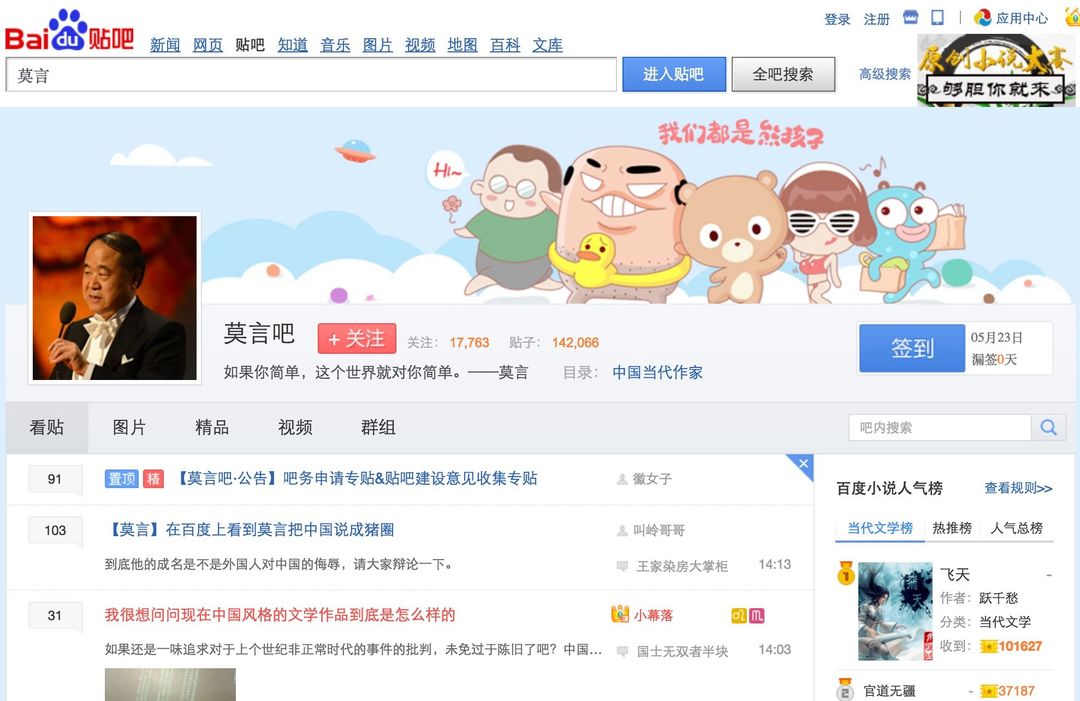 登录 注册 应用中心
Bai du 贴吧 新闻 网页 贴吧 知道 音乐 图片 视频 地图 百科 文库
莫言 进入贴吧 全吧搜索 高级搜索
原创小说大赛
够胆你就来
我们都是熊孩子
Hi~
莫言吧 + 关注 关注: 17,763 贴子: 142,066
签到 05月23日
漏签0天
如果你简单，这个世界就对你简单。——莫言 目录: 中国当代作家
看贴 图片 精品 视频 群组 吧内搜索
91 置顶 精 【莫言吧·公告】吧务申请专贴&贴吧建设意见收集专贴 徽女子
103 【莫言】在百度上看到莫言把中国说成猪圈 叫岭哥哥
到底他的成名是不是外国人对中国的侮辱，请大家辩论一下。 王家染房大掌柜 14:13
31 我很想问问现在中国风格的文学作品到底是怎么样的 小幕落
如果还是一味追求对于上个世纪非正常时代的事件的批判，未免过于陈旧了吧？中国... 国士无双者半块 14:03
百度小说人气榜 查看规则>>
当代文学榜 热推榜 人气总榜
1 飞天 -
作者: 跃千愁
分类: 当代文学
收到: 101627
2 官道无疆 - 37187